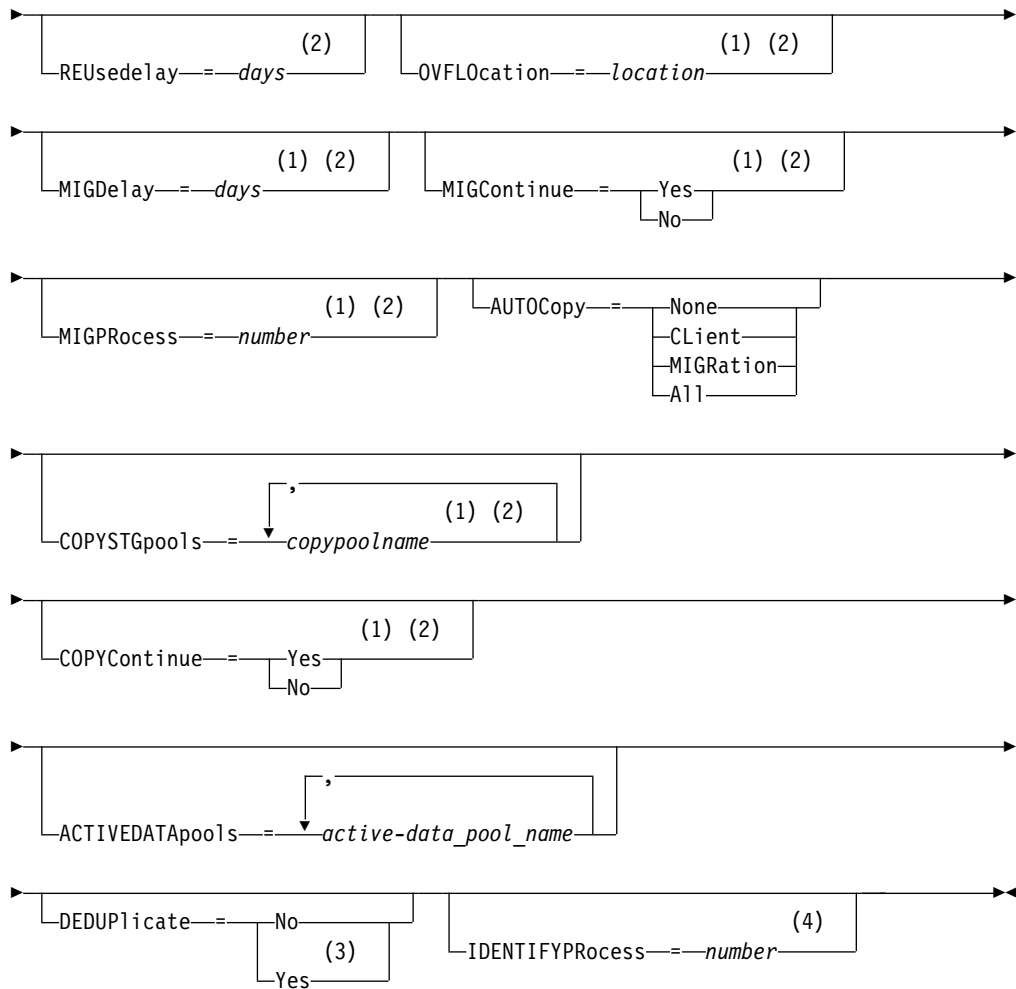 (2) (1) (2)
REUsedelay = days OVFLOcation = location
(1) (2) (1) (2)
MIGDelay = days MIGContinue = Yes
No
(1) (2)
MIGPRocess = number AUTOCopy = None
CLient
MIGRation
All
,
(1) (2)
COPYSTGpools = copypoolname
(1) (2)
COPYContinue = Yes
No
,
ACTIVEDATApools = active-data_pool_name
DEDUPlicate = No (4)
(3) IDENTIFYPRocess = number
Yes